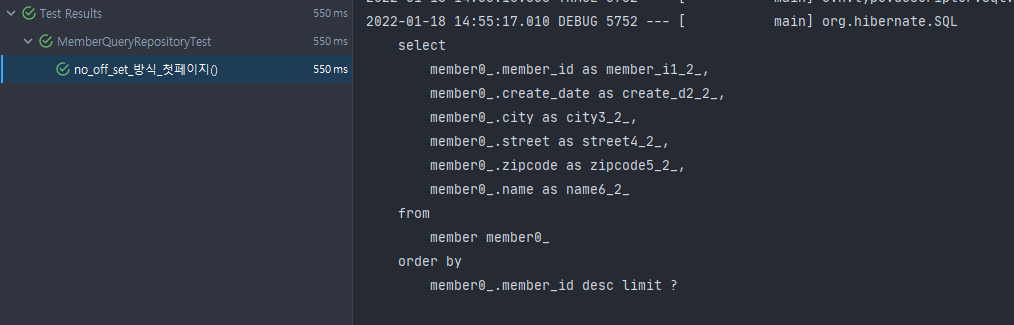 Test Results 550 ms
MemberQueryRepositoryTest 550 ms
no_off_set_방식_첫페이지() 550 ms
2022-01-18 14:55:17.010 DEBUG 5752 --- [           main] org.hibernate.SQL
select
member0_.member_id as member_i1_2_,
member0_.create_date as create_d2_2_,
member0_.city as city3_2_,
member0_.street as street4_2_,
member0_.zipcode as zipcode5_2_,
member0_.name as name6_2_
from
member member0_
order by
member0_.member_id desc limit ?